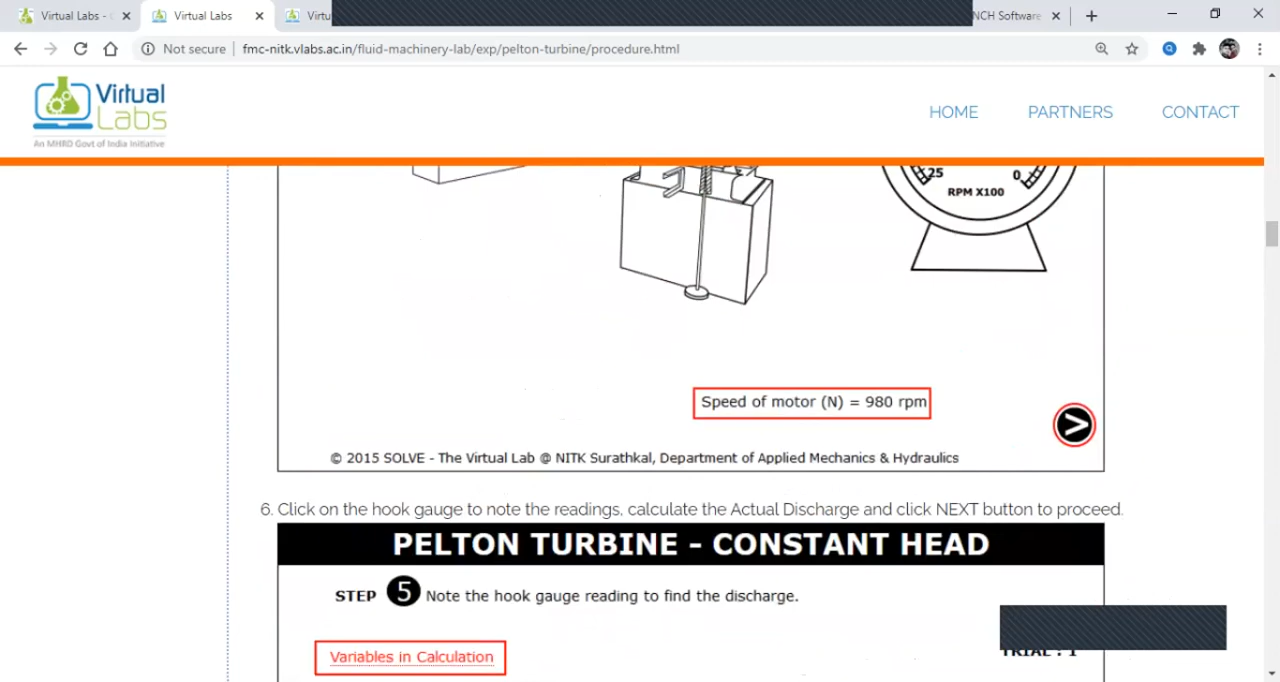 Virtual Labs -
Virtual Labs
Virtu
NCH Software
Not secure
fmc-nitk.vlabs.ac.in/fluid-machinery-lab/exp/pelton-turbine/procedure.html
Virtual
Labs
An MHRD Govt of India Initiative
HOME
PARTNERS
CONTACT
25
0
RPM X100
Speed of motor (N) = 980 rpm
>
© 2015 SOLVE - The Virtual Lab @ NITK Surathkal, Department of Applied Mechanics & Hydraulics
6. Click on the hook gauge to note the readings, calculate the Actual Discharge and click NEXT button to proceed.
PELTON TURBINE - CONSTANT HEAD
STEP 5 Note the hook gauge reading to find the discharge.
Variables in Calculation
TRIAL : 1